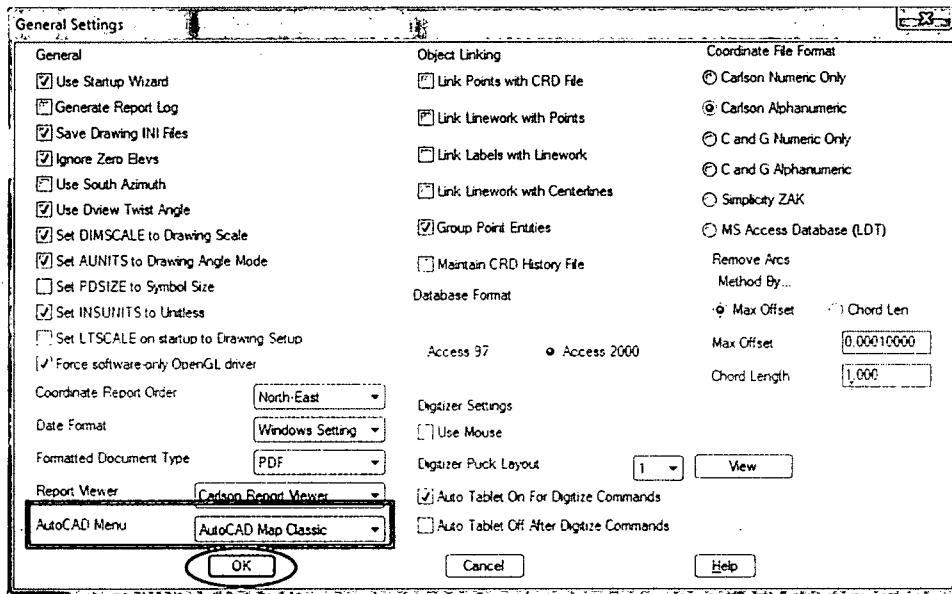 General Settings
General
Use Startup Wizard
Generate Report Log
Save Drawing INI Files
Ignore Zero Elevs
Use South Azimuth
Use Dview Twist Angle
Set DIMSCALE to Drawing Scale
Set AUNITS to Drawing Angle Mode
Set PDSIZE to Symbol Size
Set INSUNITS to Unitless
Set LTSCALE on startup to Drawing Setup
Force software-only OpenGL driver
Coordinate Report Order North-East
Date Format Windows Setting
Formatted Document Type PDF
Report Viewer Carlson Report Viewer
AutoCAD Menu AutoCAD Map Classic
Object Linking
Link Points with CRD File
Link Linework with Points
Link Labels with Linework
Link Linework with Centerlines
Group Point Entities
Maintain CRD History File
Database Format
Access 97 Access 2000
Digitizer Settings
Use Mouse
Digitizer Puck Layout 1 View
Auto Tablet On For Digitize Commands
Auto Tablet Off After Digitize Commands
Coordinate File Format
Carlson Numeric Only
Carlson Alphanumeric
C and G Numeric Only
C and G Alphanumeric
Simplicity ZAK
MS Access Database (LDT)
Remove Arcs
Method By...
Max Offset Chord Len
Max Offset 0.00010000
Chord Length 1.000
OK Cancel Help